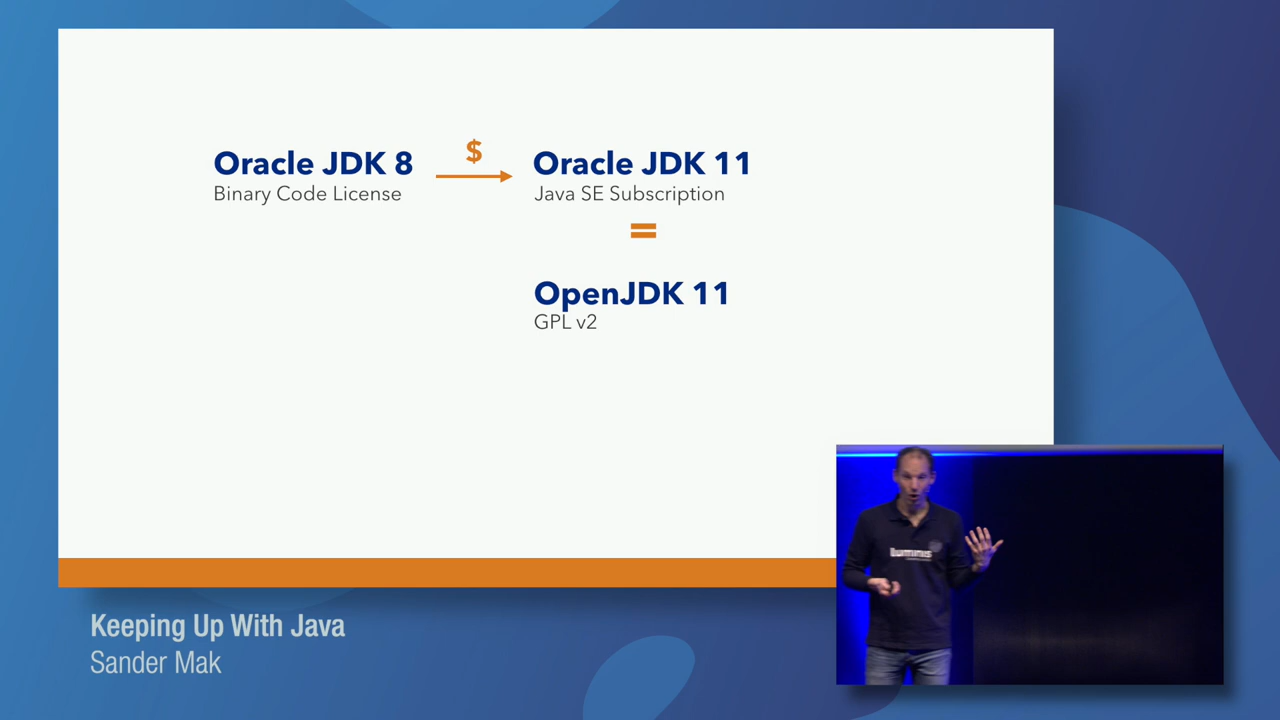 Oracle JDK 8 $ Oracle JDK 11
Binary Code License Java SE Subscription
=
OpenJDK 11
GPL v2
luminis
Keeping Up With Java
Sander Mak